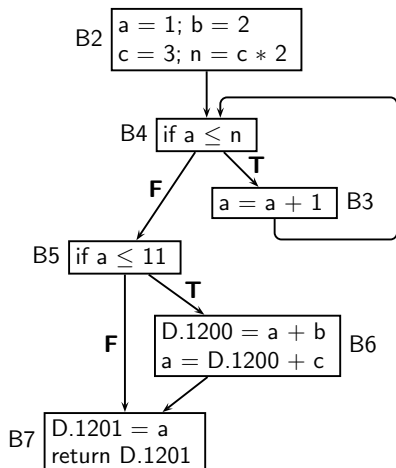 B2
a = 1; b = 2
c = 3; n = c * 2
B4
if a ≤ n
T
F
a = a + 1
B3
B5
if a ≤ 11
T
F
D.1200 = a + b
a = D.1200 + c
B6
B7
D.1201 = a
return D.1201